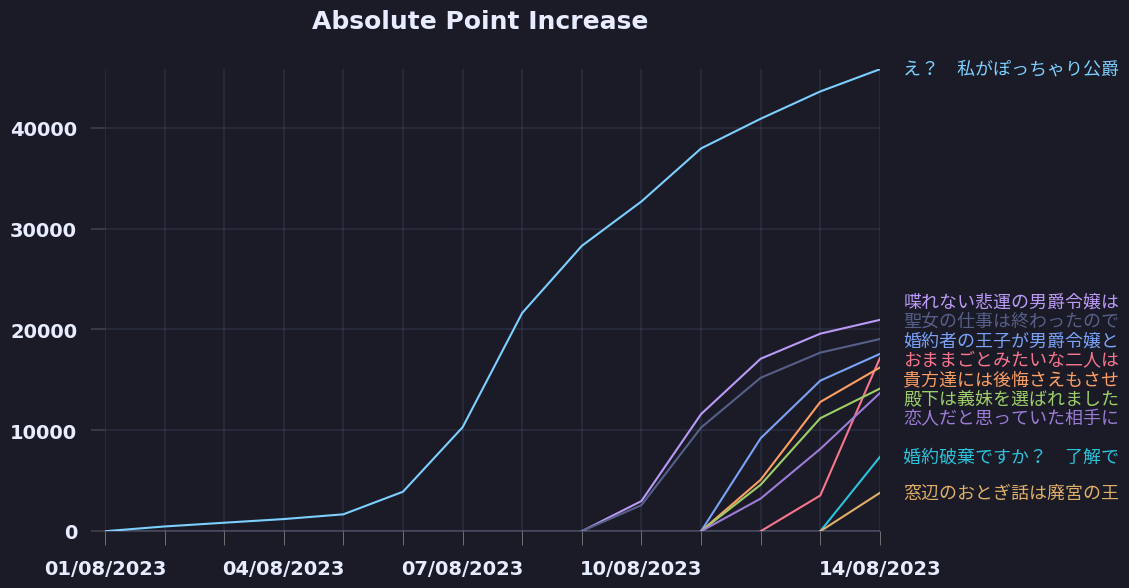 Absolute Point Increase
え？　私がぽっちゃり公爵
40000
30000
喋れない悲運の男爵令嬢は
聖女の仕事は終わったので
20000
婚約者の王子が男爵令嬢と
おままごとみたいな二人は
貴方達には後悔さえもさせ
殿下は義妹を選ばれました
恋人だと思っていた相手に
10000
婚約破棄ですか？　了解で
窓辺のおとぎ話は廃宮の王
0
01/08/2023
04/08/2023
07/08/2023
10/08/2023
14/08/2023